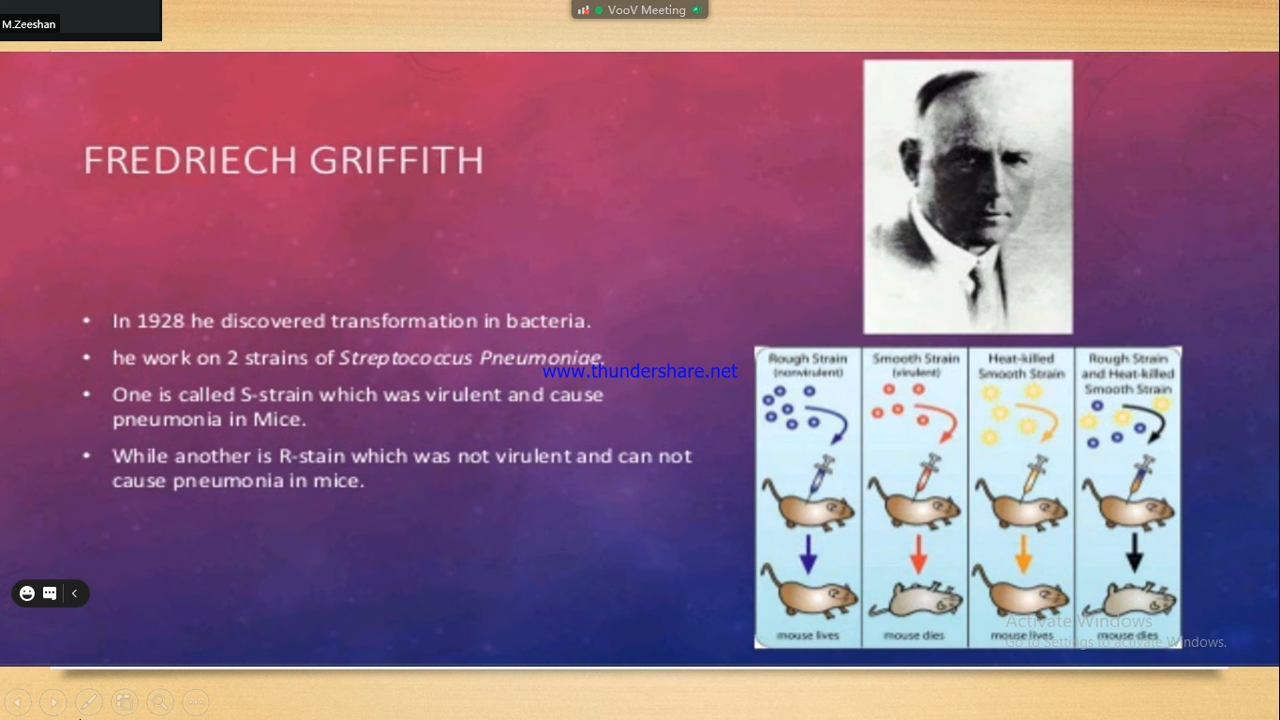 M.Zeeshan
VooV Meeting
FREDRIECH GRIFFITH
• In 1928 he discovered transformation in bacteria.
• he work on 2 strains of Streptococcus Pneumoniae.
www.thundershare.net
• One is called S-strain which was virulent and cause
pneumonia in Mice.
• While another is R-stain which was not virulent and can not
cause pneumonia in mice.
Rough Strain
(nonvirulent)
mouse lives
Smooth Strain
(virulent)
mouse dies
Heat-killed
Smooth Strain
mouse lives
Rough Strain
and Heat-killed
Smooth Strain
mouse dies
Activate Windows
Go to Settings to activate Windows.